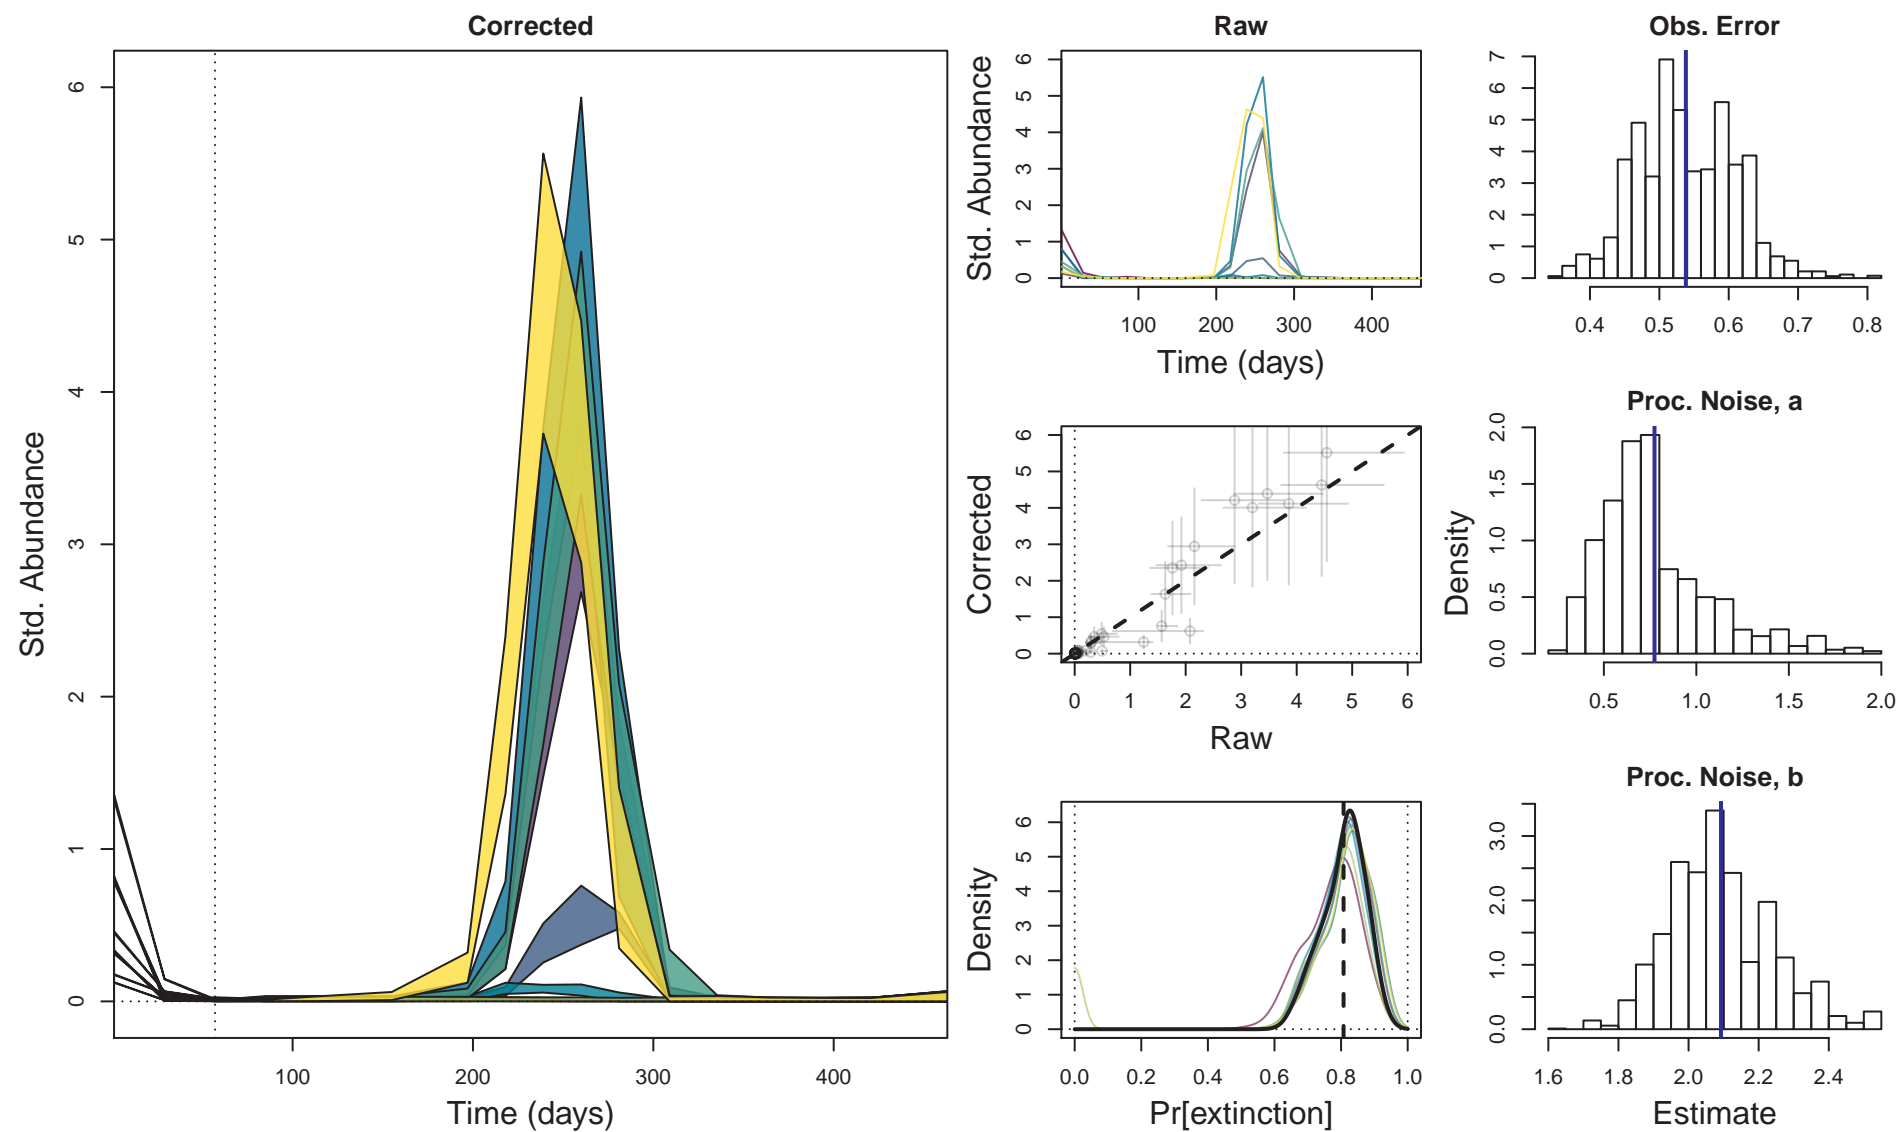 Corrected
Std. Abundance
0 1 2 3 4 5 6
100 200 300 400
Time (days)
Raw
Std. Abundance
0 1 2 3 4 5 6
100 200 300 400
Time (days)
Corrected
0 1 2 3 4 5 6
0 1 2 3 4 5 6
Raw
Density
0 1 2 3 4 5 6
0.0 0.2 0.4 0.6 0.8 1.0
Pr[extinction]
Obs. Error
0 1 2 3 4 5 6 7
0.4 0.5 0.6 0.7 0.8
Proc. Noise, a
Density
0.0 0.5 1.0 1.5 2.0
0.5 1.0 1.5 2.0
Proc. Noise, b
0.0 1.0 2.0 3.0
1.6 1.8 2.0 2.2 2.4
Estimate